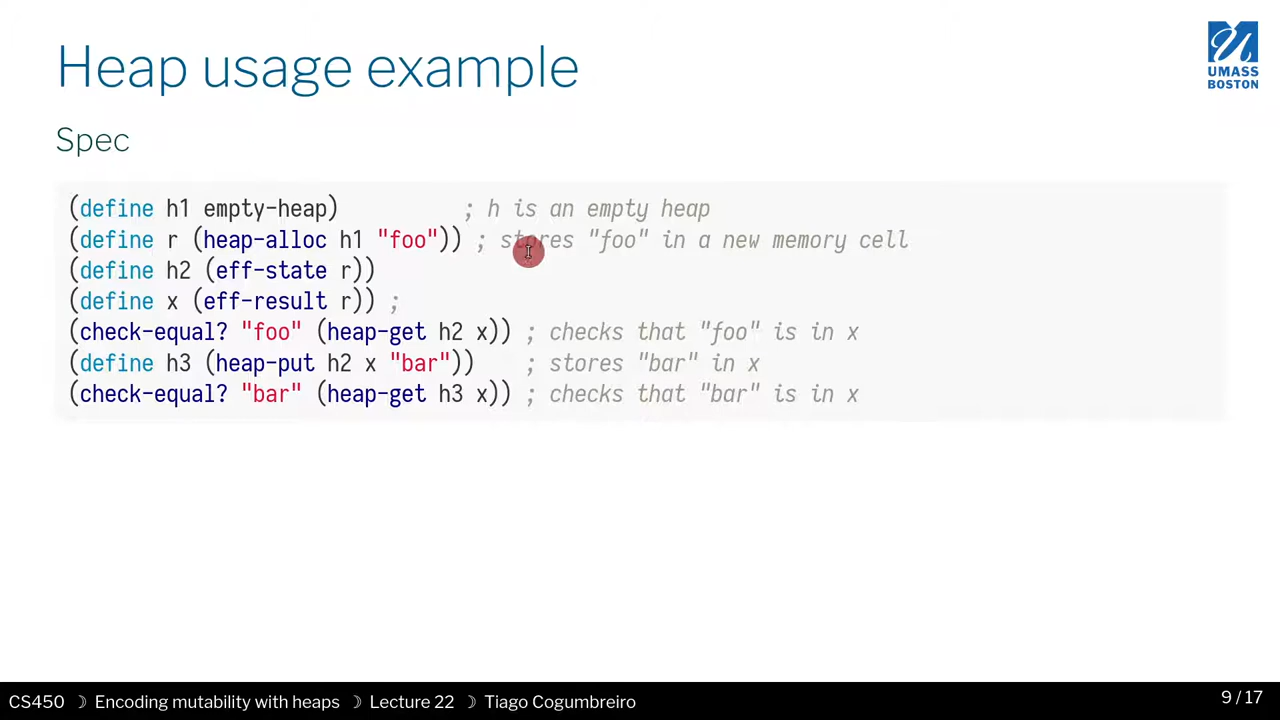 Heap usage example
UMASS
BOSTON
Spec
(define h1 empty-heap) ; h is an empty heap
(define r (heap-alloc h1 "foo")) ; stores "foo" in a new memory cell
(define h2 (eff-state r))
(define x (eff-result r)) ;
(check-equal? "foo" (heap-get h2 x)) ; checks that "foo" is in x
(define h3 (heap-put h2 x "bar")) ; stores "bar" in x
(check-equal? "bar" (heap-get h3 x)) ; checks that "bar" is in x
CS450 ☽ Encoding mutability with heaps ☽ Lecture 22 ☽ Tiago Cogumbreiro
9 / 17